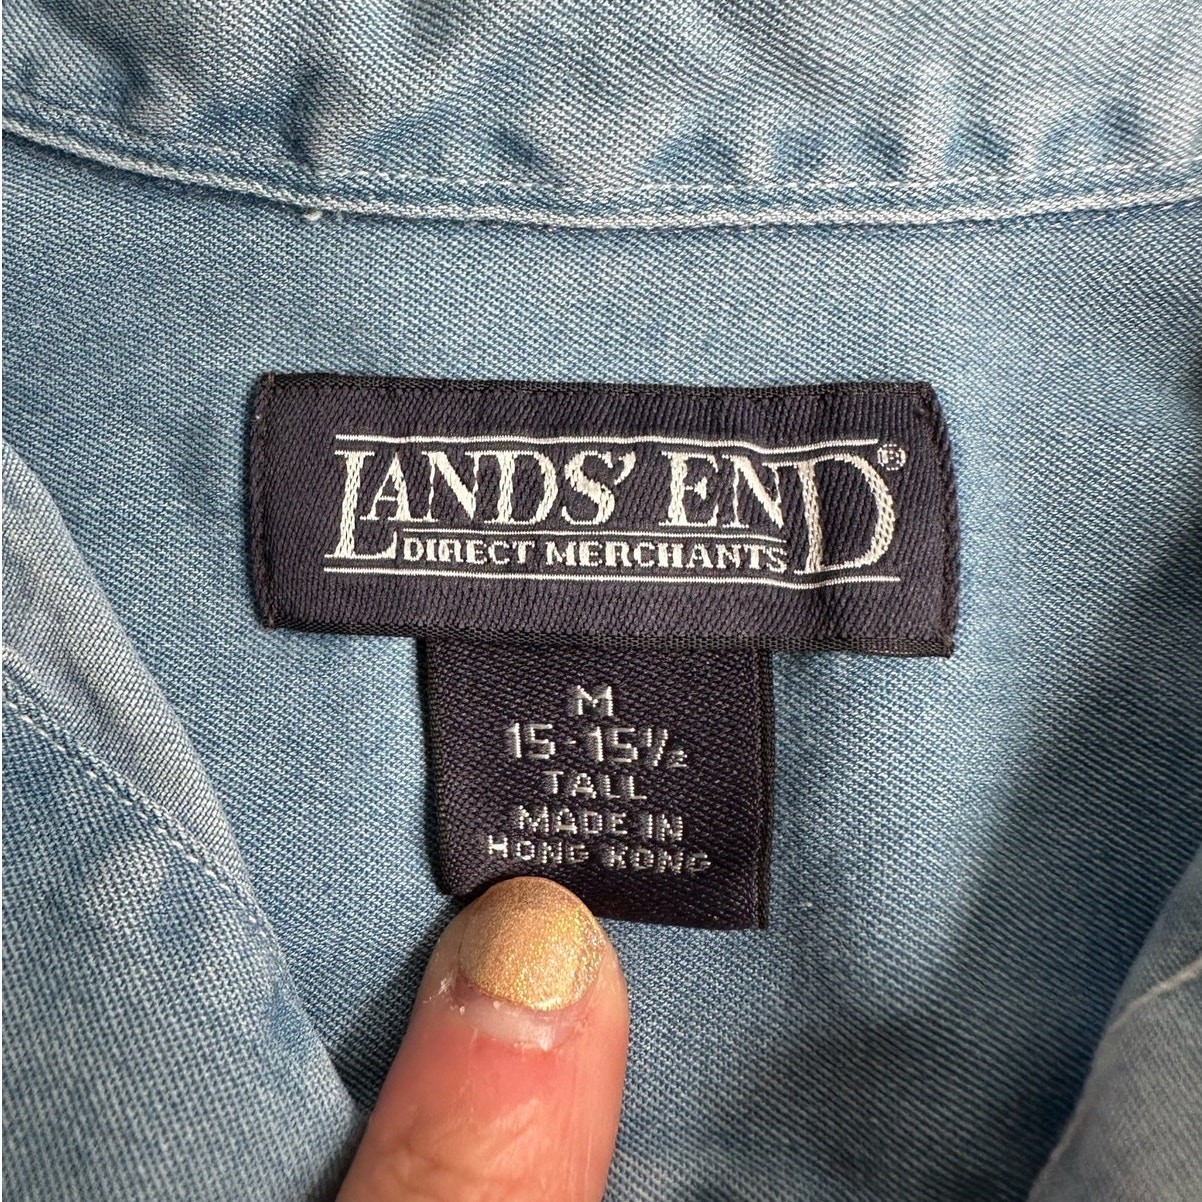 LANDS' END®
DIRECT MERCHANTS
M
15-15½
TALL
MADE IN
HONG KONG